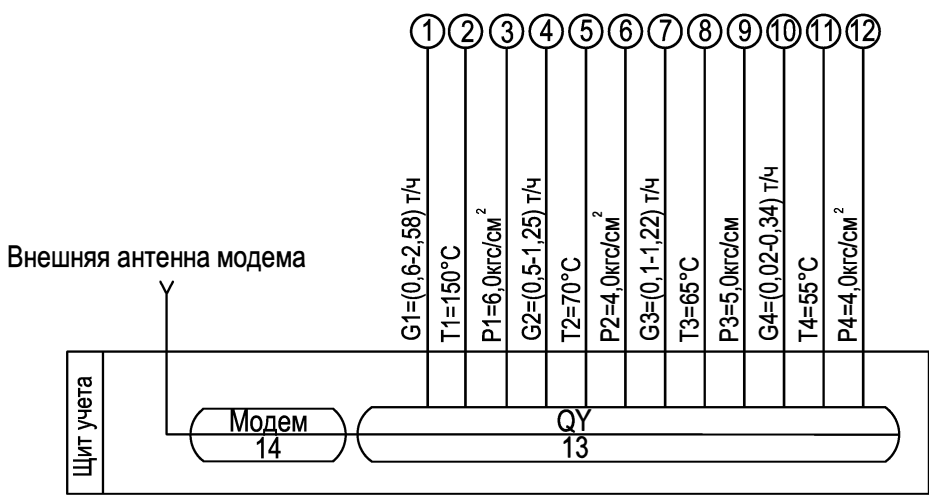 1 2 3 4 5 6 7 8 9 10 11 12
G1=(0,6-2,58) т/ч
T1=150°C
P1=6,0кгс/см²
G2=(0,5-1,25) т/ч
T2=70°C
P2=4,0кгс/см²
G3=(0,1-1,22) т/ч
T3=65°C
P3=5,0кгс/см
G4=(0,02-0,34) т/ч
T4=55°C
P4=4,0кгс/см²
Внешняя антенна модема
Щит учета
Модем
14
QY
13